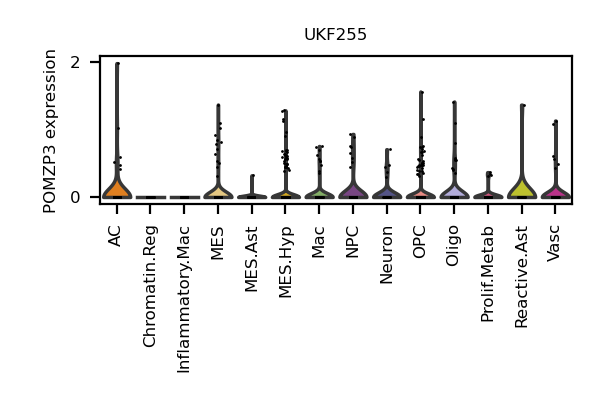 UKF255
POMZP3 expression
2
0
AC
Chromatin.Reg
Inflammatory.Mac
MES
MES.Ast
MES.Hyp
Mac
NPC
Neuron
OPC
Oligo
Prolif.Metab
Reactive.Ast
Vasc